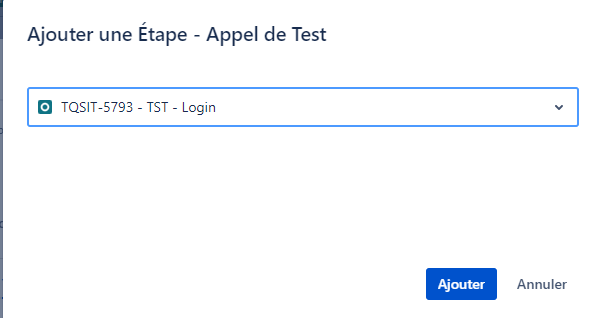 Ajouter une Étape - Appel de Test
TQSIT-5793 - TST - Login
Ajouter Annuler